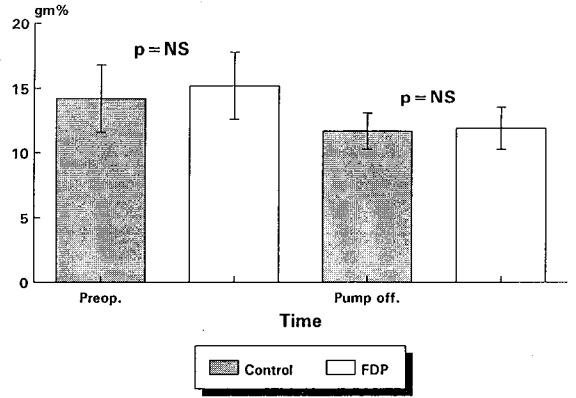 gm%
20
p=NS
15
p=NS
10
5
0
Preop.
Pump off.
Time
Control
FDP